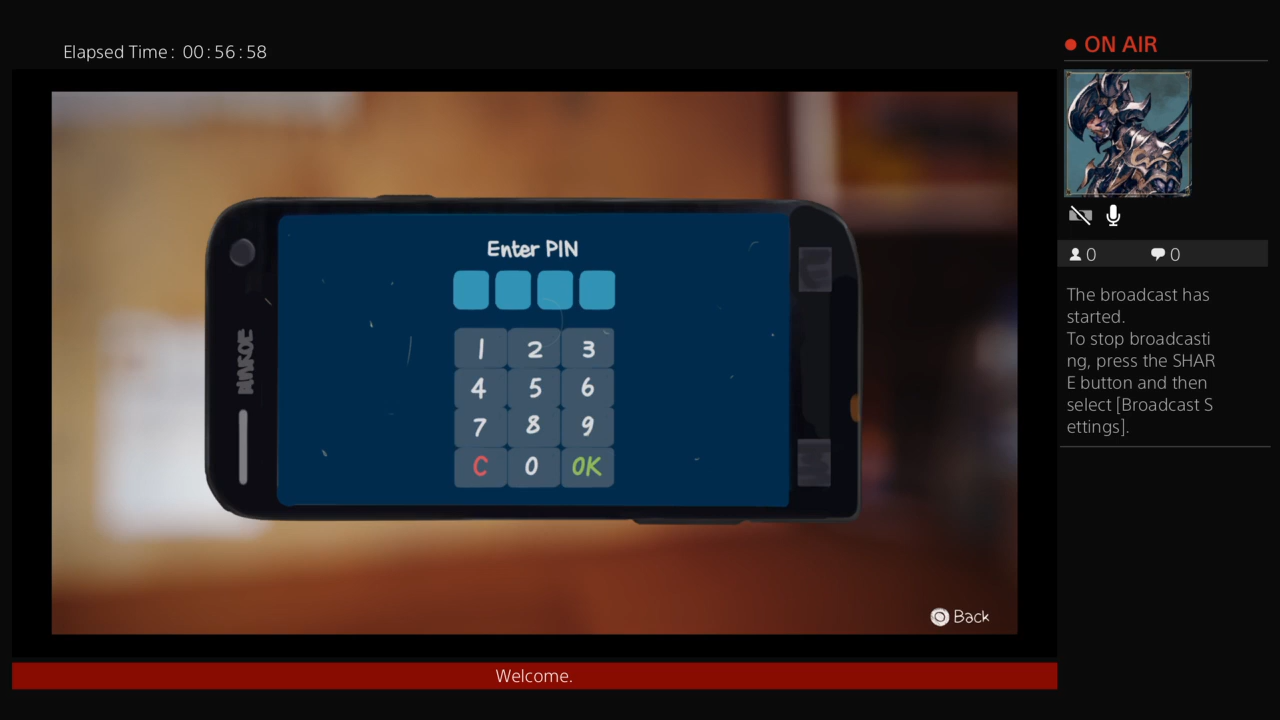 Elapsed Time: 00:56:58
ON AIR
0
0
The broadcast has
started.
To stop broadcasti
ng, press the SHAR
E button and then
select [Broadcast S
ettings].
Enter PIN
1 2 3
4 5 6
7 8 9
C 0 OK
Back
Welcome.